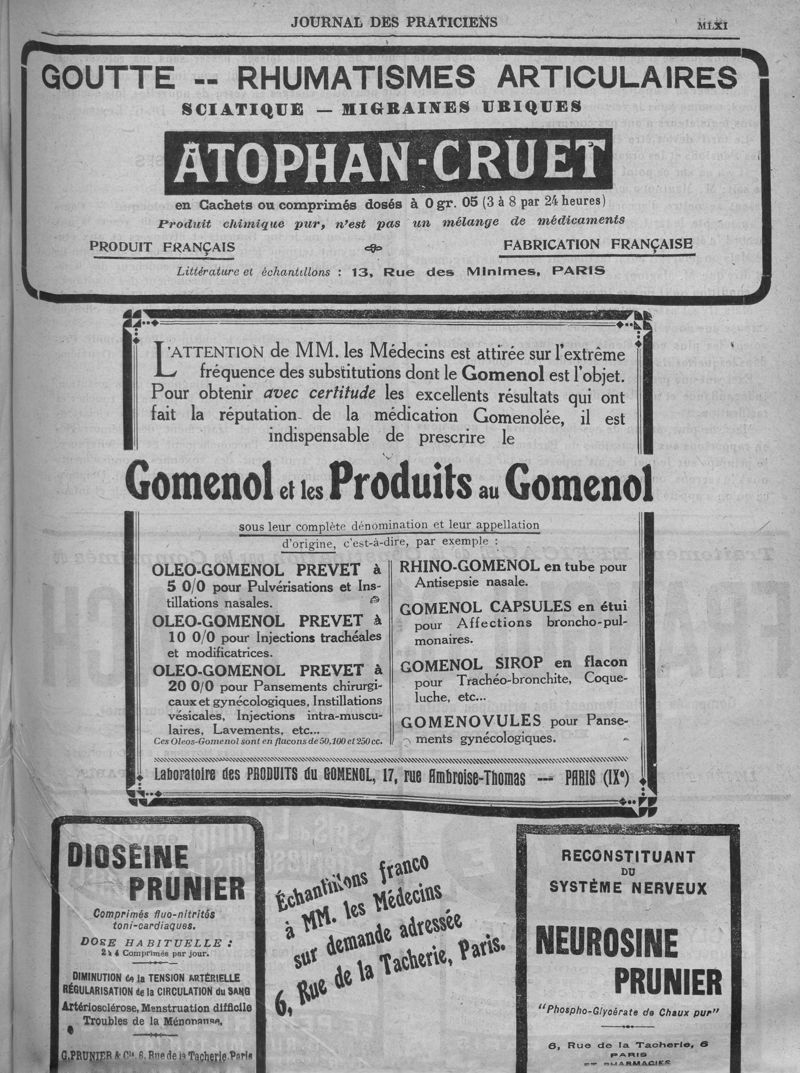 JOURNAL DES PRATICIENS
MLXI
GOUTTE -- RHUMATISMES ARTICULAIRES
SCIATIQUE — MIGRAINES URIQUES
ATOPHAN-CRUET
en Cachets ou comprimés dosés à 0 gr. 05 (3 à 8 par 24 heures)
Produit chimique pur, n'est pas un mélange de médicaments
PRODUIT FRANÇAIS
FABRICATION FRANÇAISE
Littérature et échantillons : 13, Rue des Minimes, PARIS
L'ATTENTION de MM. les Médecins est attirée sur l'extrême
fréquence des substitutions dont le Gomenol est l'objet.
Pour obtenir avec certitude les excellents résultats qui ont
fait la réputation de la médication Gomenolée, il est
indispensable de prescrire le
Gomenol et les Produits au Gomenol
sous leur complète dénomination et leur appellation
d'origine, c'est-à-dire, par exemple :
OLEO-GOMENOL PREVET à
5 0/0 pour Pulvérisations et Ins-
tillations nasales.
OLEO-GOMENOL PREVET à
10 0/0 pour Injections trachéales
et modificatrices.
OLEO-GOMENOL PREVET à
20 0/0 pour Pansements chirurgi-
caux et gynécologiques, Instillations
vésicales, Injections intra-muscu-
laires, Lavements, etc...
Ces Oleos-Gomenol sont en flacons de 50, 100 et 250 cc.
RHINO-GOMENOL en tube pour
Antisepsie nasale.
GOMENOL CAPSULES en étui
pour Affections broncho-pul-
monaires.
GOMENOL SIROP en flacon
pour Trachéo-bronchite, Coque-
luche, etc...
GOMENOVULES pour Panse-
ments gynécologiques.
Laboratoire des PRODUITS du GOMENOL, 17, rue Ambroise-Thomas — PARIS (IXe)
DIOSÉINE
PRUNIER
Comprimés fluo-nitrités
toni-cardiaques.
DOSE HABITUELLE :
2 à 4 Comprimés par jour.
DIMINUTION de la TENSION ARTÉRIELLE
RÉGULARISATION de la CIRCULATION du SANG
Artériosclérose, Menstruation difficile
Troubles de la Ménopause.
G. PRUNIER & Cie, 6, Rue de la Tacherie, Paris
Échantillons franco
à MM. les Médecins
sur demande adressée
6, Rue de la Tacherie, Paris.
RECONSTITUANT
DU
SYSTÈME NERVEUX
NEUROSINE
PRUNIER
"Phospho-Glycérate de Chaux pur"
6, Rue de la Tacherie, 6
PARIS
ET PHARMACIES